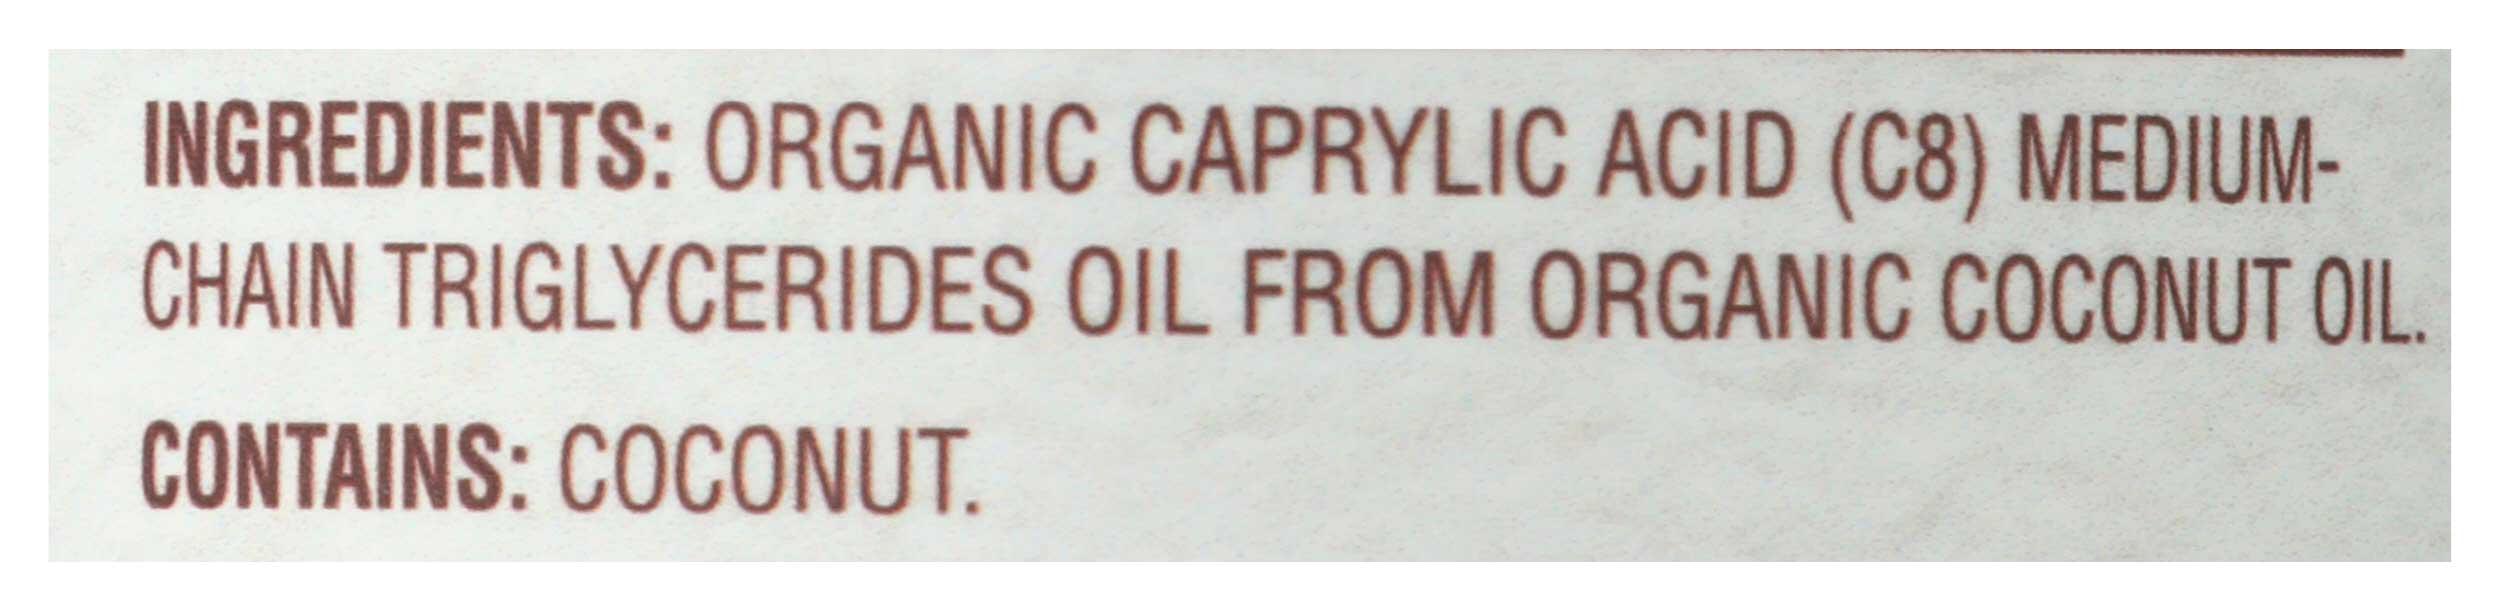 INGREDIENTS: ORGANIC CAPRYLIC ACID (C8) MEDIUM-
CHAIN TRIGLYCERIDES OIL FROM ORGANIC COCONUT OIL.
CONTAINS: COCONUT.